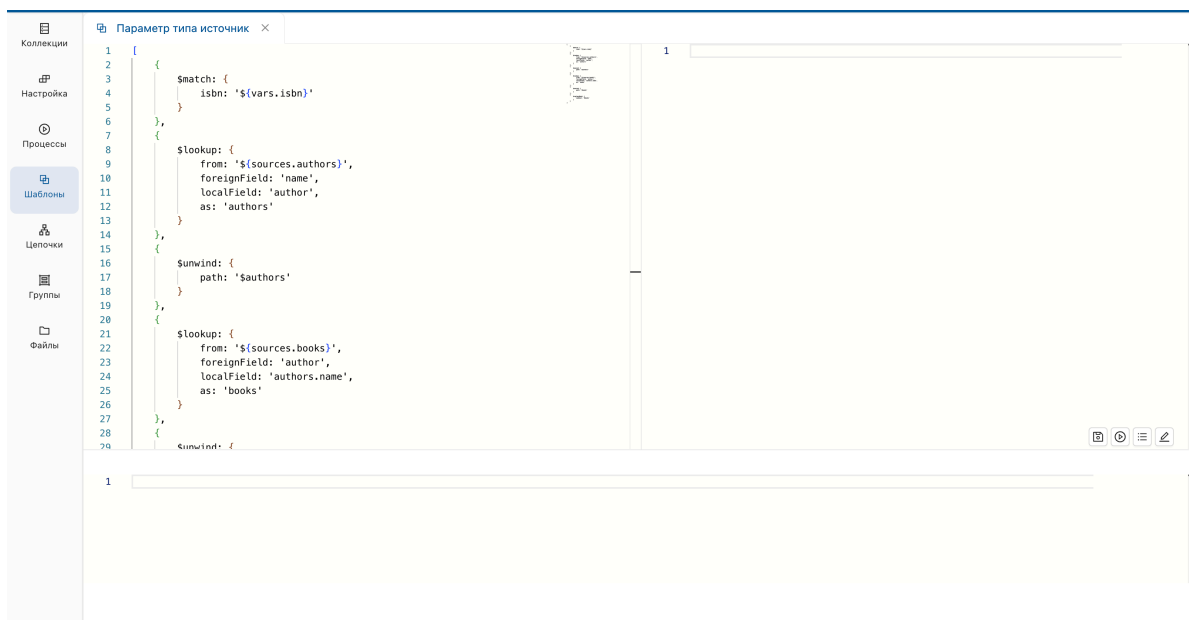 Коллекции
Настройка
Процессы
Шаблоны
Цепочки
Группы
Файлы
Параметр типа источник ×
1 [
2 {
3 $match: {
4 isbn: '${vars.isbn}'
5 }
6 },
7 {
8 $lookup: {
9 from: '${sources.authors}',
10 foreignField: 'name',
11 localField: 'author',
12 as: 'authors'
13 }
14 },
15 {
16 $unwind: {
17 path: '$authors'
18 }
19 },
20 {
21 $lookup: {
22 from: '${sources.books}',
23 foreignField: 'author',
24 localField: 'authors.name',
25 as: 'books'
26 }
27 },
28 {
29 $unwind: {
1
1